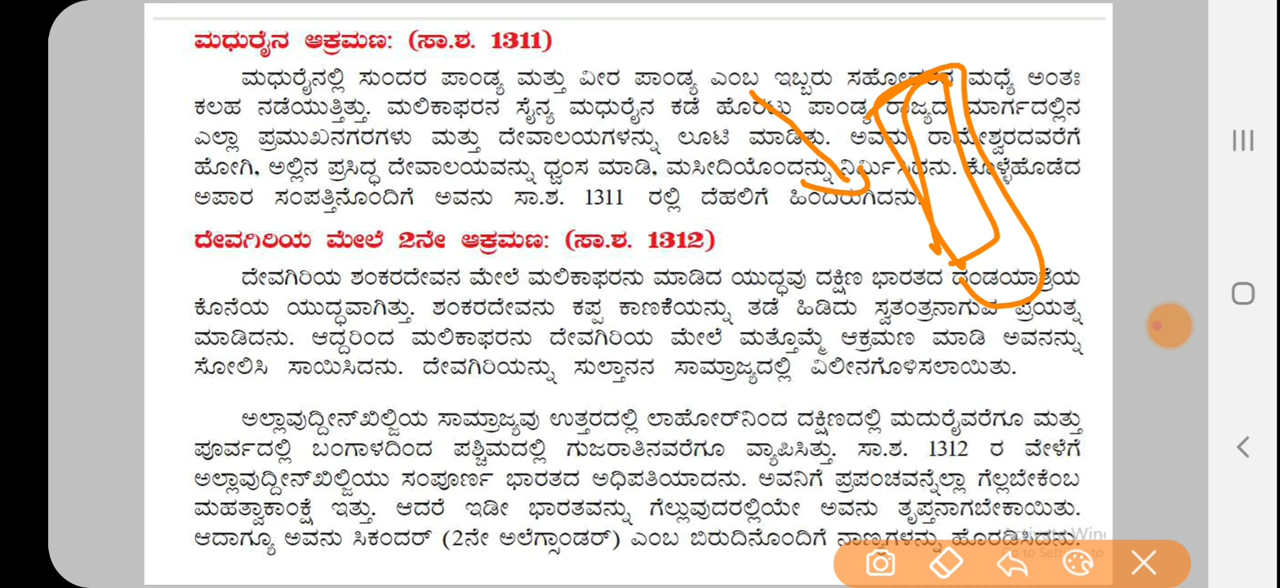 ಮಧುರೈನ ಆಕ್ರಮಣ: (ಸಾ.ಶ. 1311)
ಮಧುರೈನಲ್ಲಿ ಸುಂದರ ಪಾಂಡ್ಯ ಮತ್ತು ವೀರ ಪಾಂಡ್ಯ ಎಂಬ ಇಬ್ಬರು ಸಹೋದರರ ಮಧ್ಯೆ ಅಂತಃ
ಕಲಹ ನಡೆಯುತ್ತಿತ್ತು. ಮಲಿಕಾಫರನ ಸೈನ್ಯ ಮಧುರೈನ ಕಡೆ ಹೊರಟು ಪಾಂಡ್ಯ ರಾಜ್ಯದ ಮಾರ್ಗದಲ್ಲಿನ
ಎಲ್ಲಾ ಪ್ರಮುಖನಗರಗಳು ಮತ್ತು ದೇವಾಲಯಗಳನ್ನು ಲೂಟಿ ಮಾಡಿತು. ಅವನು ರಾಮೇಶ್ವರದವರೆಗೆ
ಹೋಗಿ, ಅಲ್ಲಿನ ಪ್ರಸಿದ್ಧ ದೇವಾಲಯವನ್ನು ಧ್ವಂಸ ಮಾಡಿ, ಮಸೀದಿಯೊಂದನ್ನು ನಿರ್ಮಿಸಿದನು. ಕೊಳ್ಳೆಹೊಡೆದ
ಅಪಾರ ಸಂಪತ್ತಿನೊಂದಿಗೆ ಅವನು ಸಾ.ಶ. 1311 ರಲ್ಲಿ ದೆಹಲಿಗೆ ಹಿಂದಿರುಗಿದನು.
ದೇವಗಿರಿಯ ಮೇಲೆ 2ನೇ ಆಕ್ರಮಣ: (ಸಾ.ಶ. 1312)
ದೇವಗಿರಿಯ ಶಂಕರದೇವನ ಮೇಲೆ ಮಲಿಕಾಫರನು ಮಾಡಿದ ಯುದ್ಧವು ದಕ್ಷಿಣ ಭಾರತದ ದಂಡಯಾತ್ರೆಯ
ಕೊನೆಯ ಯುದ್ಧವಾಗಿತ್ತು. ಶಂಕರದೇವನು ಕಪ್ಪ ಕಾಣಕೆಯನ್ನು ತಡೆ ಹಿಡಿದು ಸ್ವತಂತ್ರನಾಗುವ ಪ್ರಯತ್ನ
ಮಾಡಿದನು. ಆದ್ದರಿಂದ ಮಲಿಕಾಫರನು ದೇವಗಿರಿಯ ಮೇಲೆ ಮತ್ತೊಮ್ಮೆ ಆಕ್ರಮಣ ಮಾಡಿ ಅವನನ್ನು
ಸೋಲಿಸಿ ಸಾಯಿಸಿದನು. ದೇವಗಿರಿಯನ್ನು ಸುಲ್ತಾನನ ಸಾಮ್ರಾಜ್ಯದಲ್ಲಿ ವಿಲೀನಗೊಳಿಸಲಾಯಿತು.
ಅಲ್ಲಾವುದ್ದೀನ್‌ಖಿಲ್ಜಿಯ ಸಾಮ್ರಾಜ್ಯವು ಉತ್ತರದಲ್ಲಿ ಲಾಹೋರ್‌ನಿಂದ ದಕ್ಷಿಣದಲ್ಲಿ ಮದುರೈವರೆಗೂ ಮತ್ತು
ಪೂರ್ವದಲ್ಲಿ ಬಂಗಾಳದಿಂದ ಪಶ್ಚಿಮದಲ್ಲಿ ಗುಜರಾತಿನವರೆಗೂ ವ್ಯಾಪಿಸಿತ್ತು. ಸಾ.ಶ. 1312 ರ ವೇಳೆಗೆ
ಅಲ್ಲಾವುದ್ದೀನ್‌ಖಿಲ್ಜಿಯು ಸಂಪೂರ್ಣ ಭಾರತದ ಅಧಿಪತಿಯಾದನು. ಅವನಿಗೆ ಪ್ರಪಂಚವನ್ನೆಲ್ಲಾ ಗೆಲ್ಲಬೇಕೆಂಬ
ಮಹತ್ವಾಕಾಂಕ್ಷೆ ಇತ್ತು. ಆದರೆ ಇಡೀ ಭಾರತವನ್ನು ಗೆಲ್ಲುವುದರಲ್ಲಿಯೇ ಅವನು ತೃಪ್ತನಾಗಬೇಕಾಯಿತು.
ಆದಾಗ್ಯೂ ಅವನು ಸಿಕಂದರ್ (2ನೇ ಅಲೆಗ್ಸಾಂಡರ್) ಎಂಬ ಬಿರುದಿನೊಂದಿಗೆ ನಾಣ್ಯಗಳನ್ನು ಹೊರಡಿಸಿದನು.